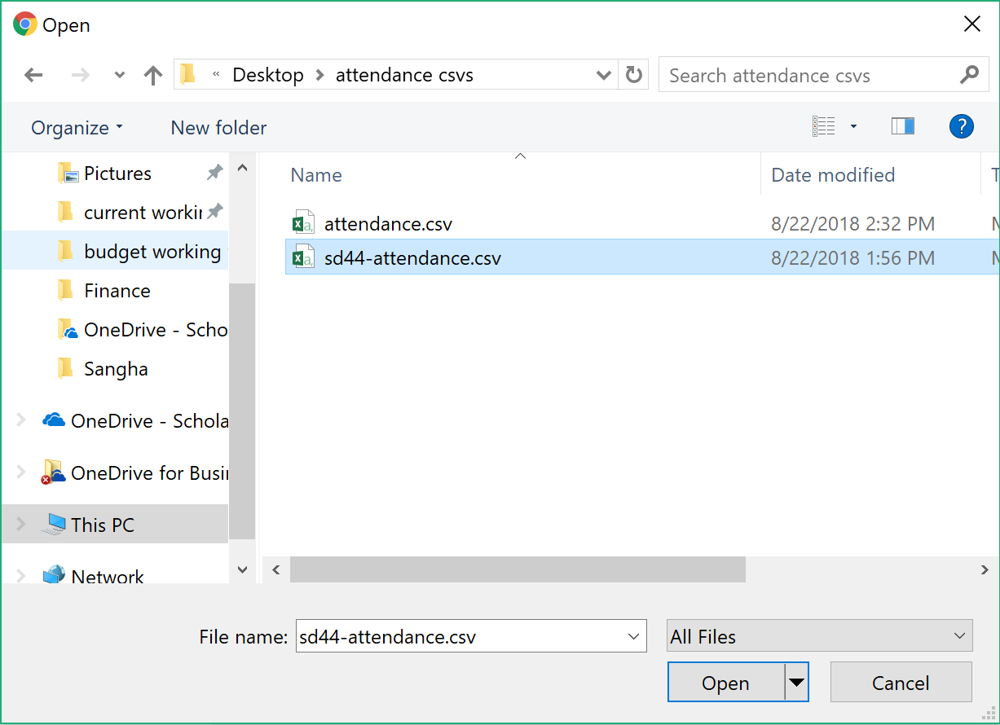 Open
« Desktop > attendance csvs
Search attendance csvs
Organize
New folder
?
Pictures
current workin
budget working
Finance
OneDrive - Scho
Sangha
OneDrive - Schola
OneDrive for Busi
This PC
Network
Name
Date modified
T
attendance.csv
8/22/2018 2:32 PM
sd44-attendance.csv
8/22/2018 1:56 PM
File name:
sd44-attendance.csv
All Files
Open
Cancel